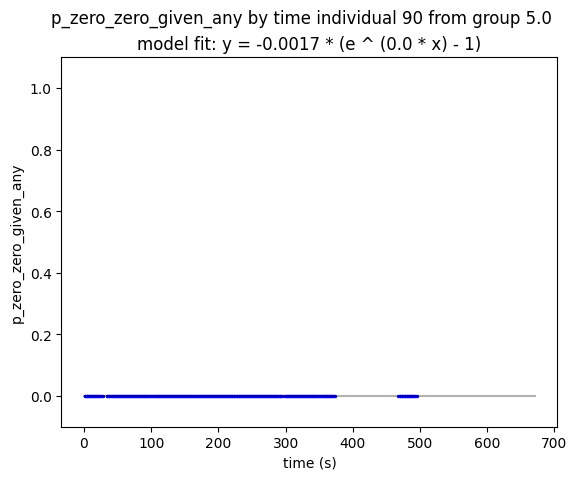 p_zero_zero_given_any by time individual 90 from group 5.0
model fit: y = -0.0017 * (e ^ (0.0 * x) - 1)
1.0
0.8
0.6
0.4
0.2
0.0
p_zero_zero_given_any
0 100 200 300 400 500 600 700
time (s)